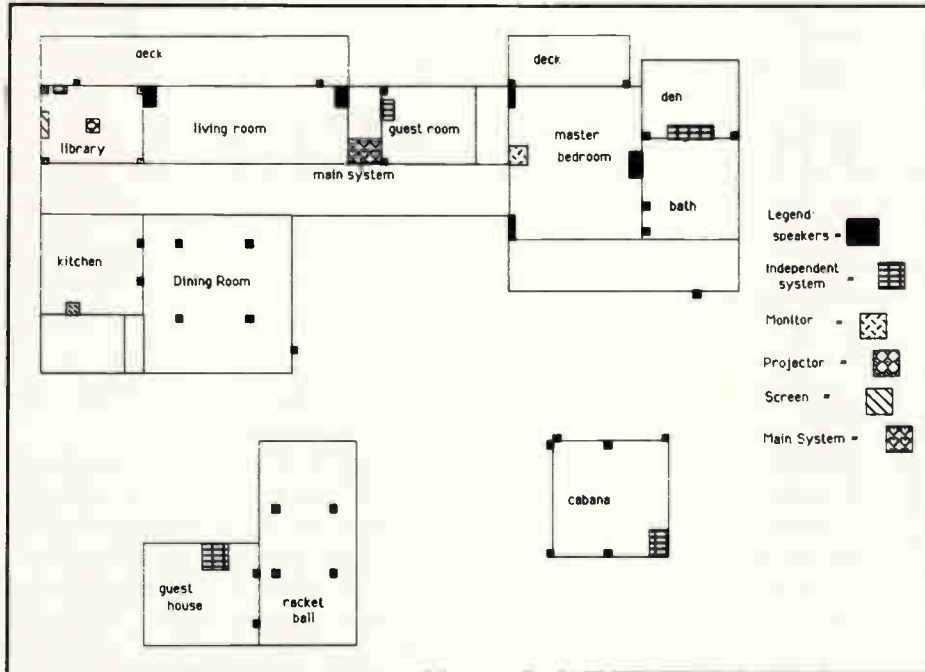 deck
deck
den
living room
guest room
master
bedroom
library
main system
bath
kitchen
Dining Room
Legend:
speakers =
Independent
system =
Monitor =
Projector =
Screen =
Main System =
cabana
guest
house
racket
ball